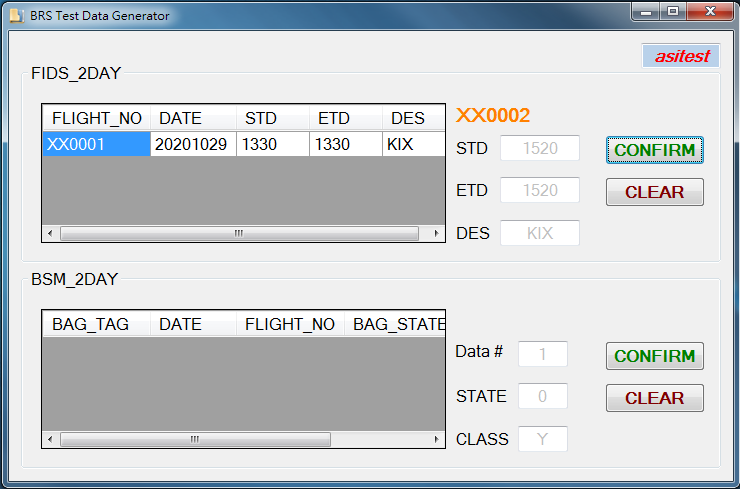 BRS Test Data Generator
asitest
FIDS_2DAY
FLIGHT_NO DATE STD ETD DES
XX0001 20201029 1330 1330 KIX
XX0002
STD 1520 CONFIRM
ETD 1520 CLEAR
DES KIX
BSM_2DAY
BAG_TAG DATE FLIGHT_NO BAG_STATE
Data # 1 CONFIRM
STATE 0 CLEAR
CLASS Y